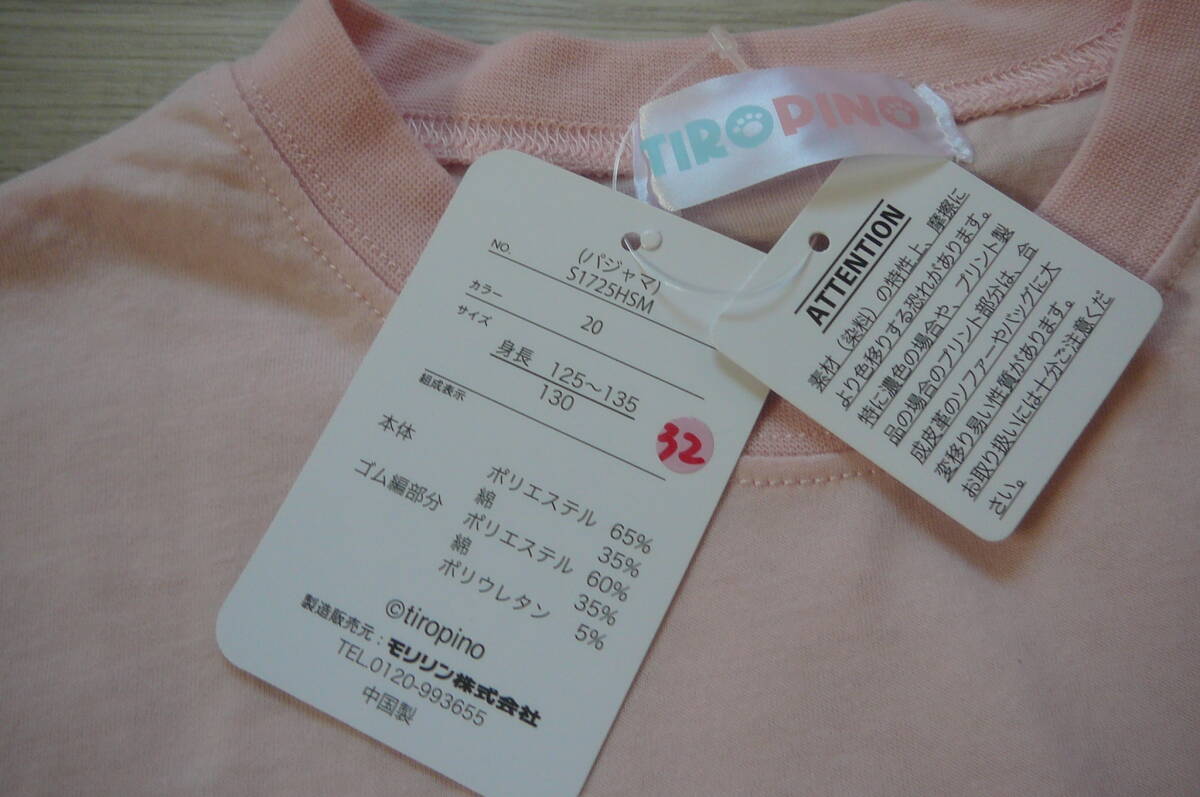 TIROPINO
(パジャマ)
NO. S1725HSM
カラー 20
サイズ
身長 125～135
130
組成表示
本体
ポリエステル 65%
綿 35%
ゴム編部分
ポリエステル 60%
綿 35%
ポリウレタン 5%
©tiropino
製造販売元：モリリン株式会社
TEL.0120-993655
中国製
32
ATTENTION
素材（染料）の特性上、摩擦に
より色移りする恐れがあります。
特に濃色の場合や、プリント製
品の場合のプリント部分は、合
成皮革のソファーやバッグに大
変移り易い性質があります。
お取り扱いには十分ご注意くだ
さい。